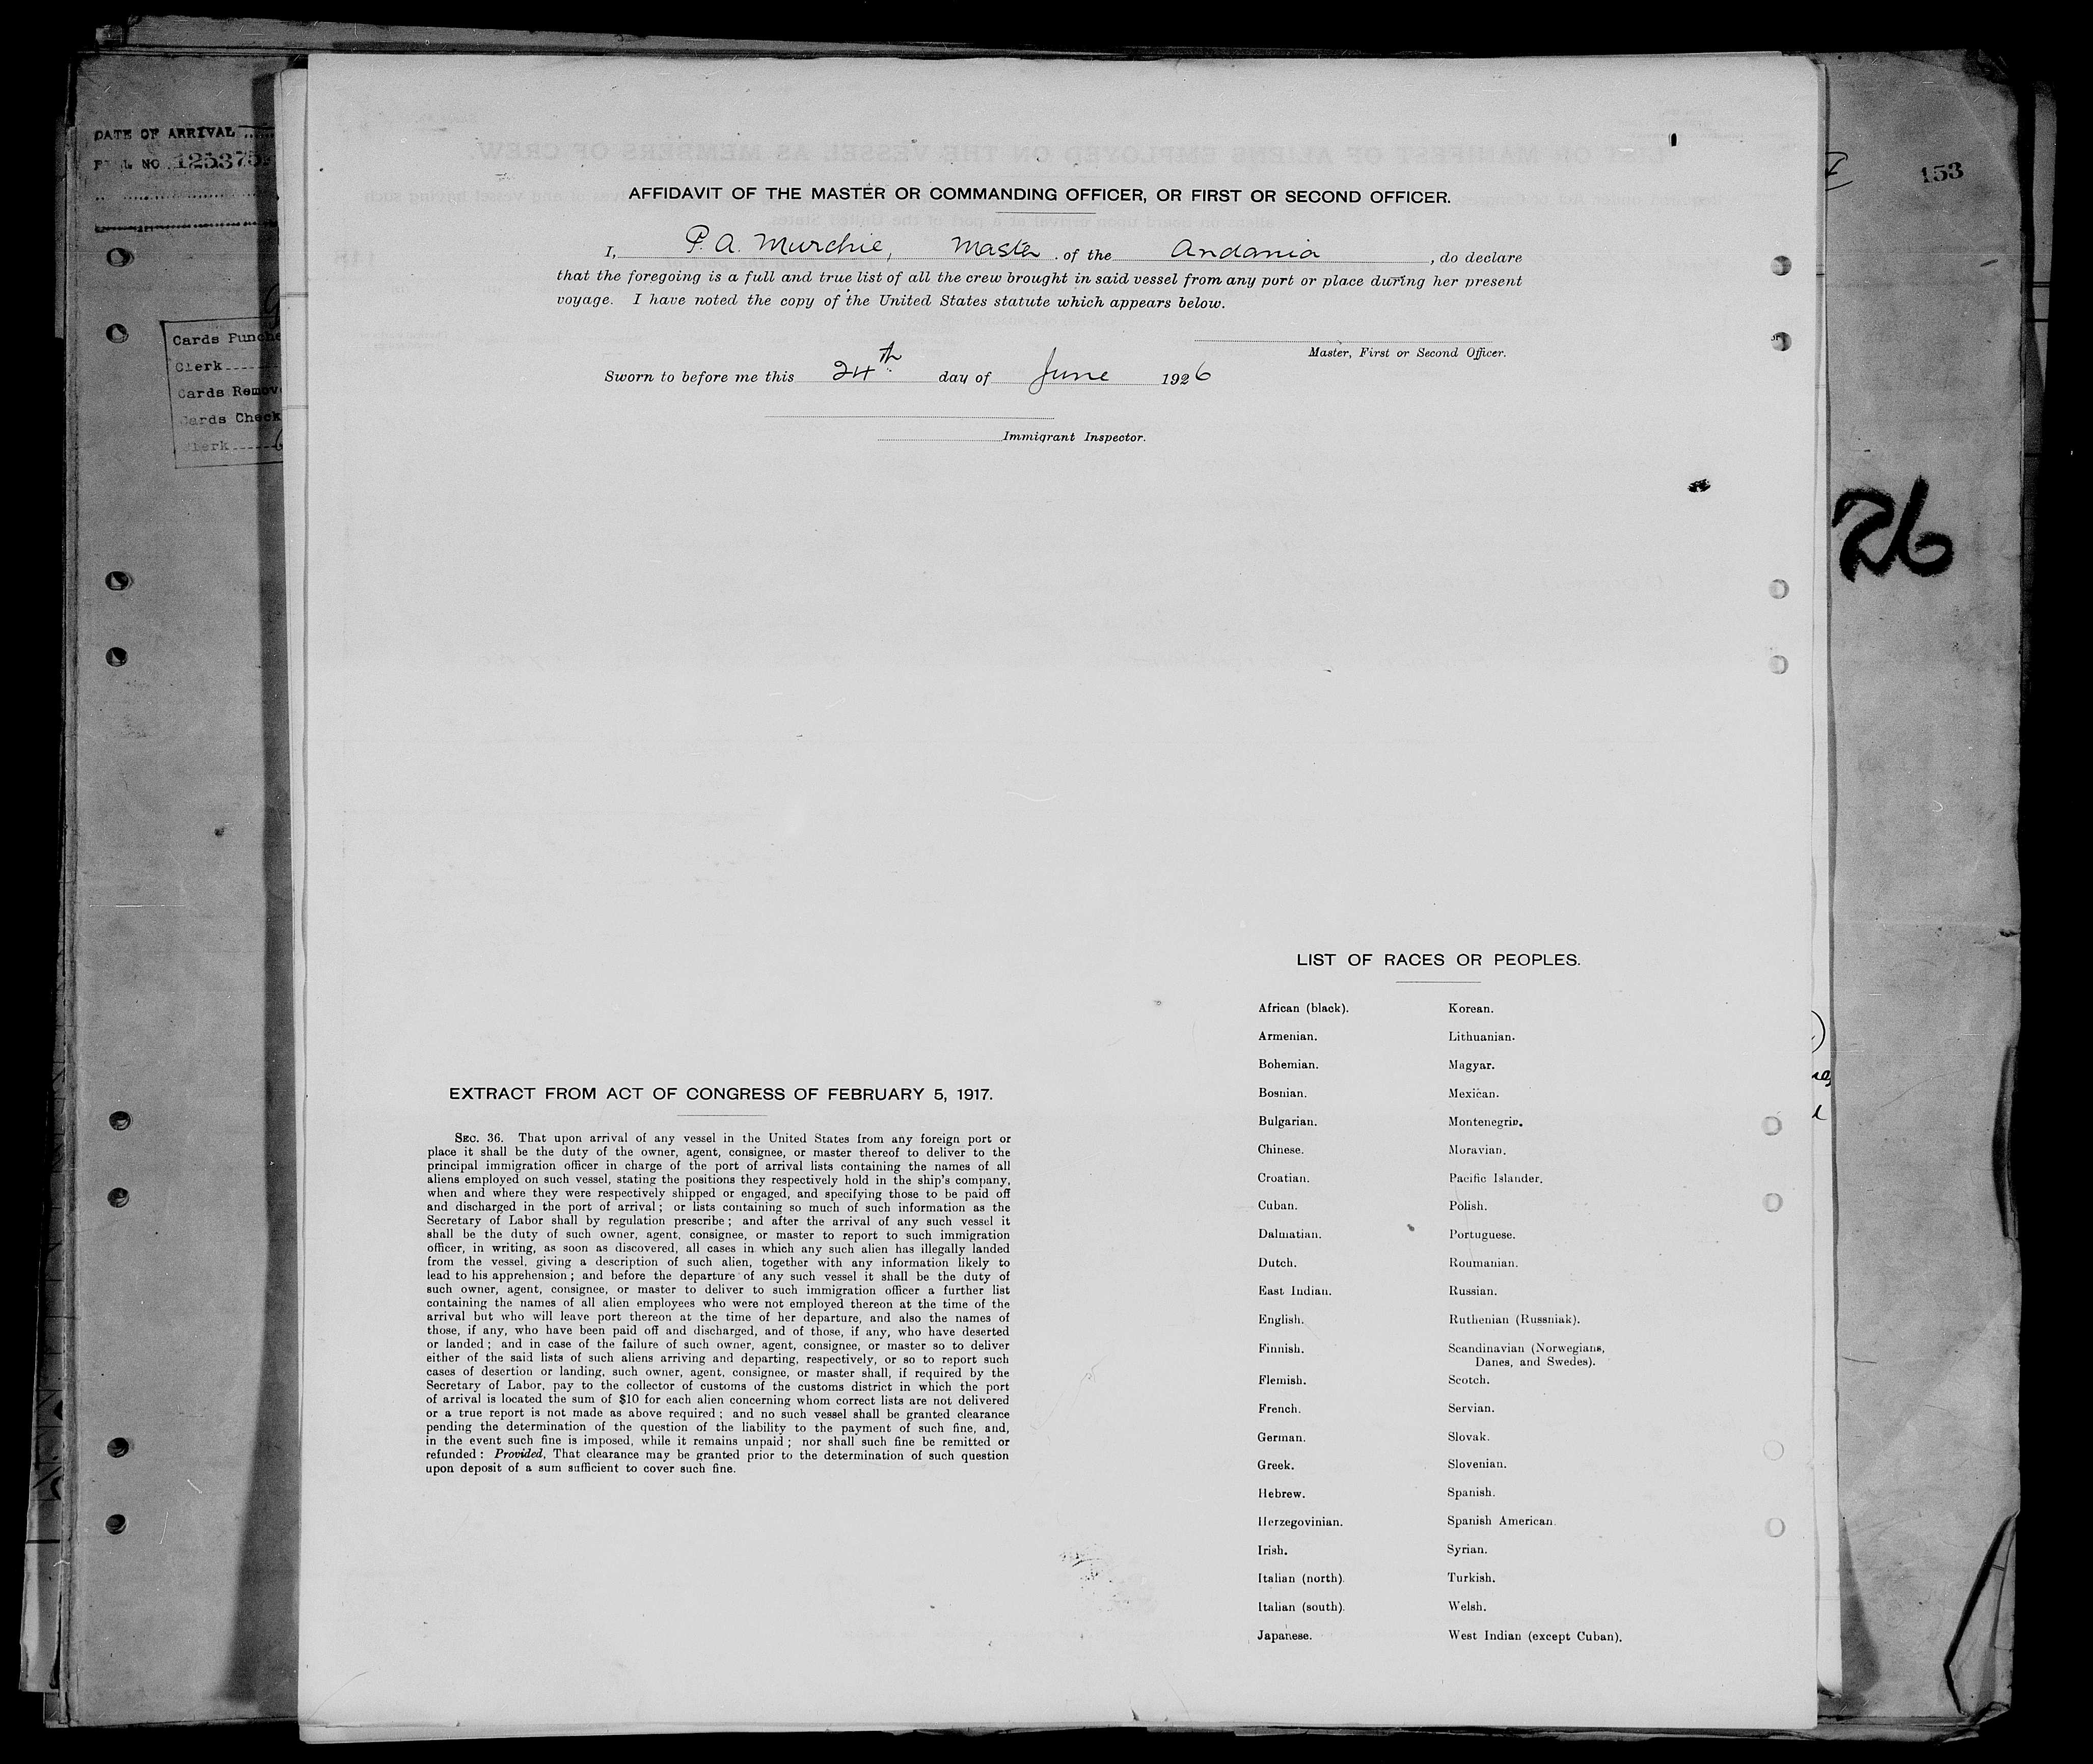 DATE OF ARRIVAL
NO. 125375
Cards
Clerk
Cards
Cards Check
153
26
AFFIDAVIT OF THE MASTER OR COMMANDING OFFICER, OR FIRST OR SECOND OFFICER.
I, P. A. Murchie, Master of the Andania, do declare
that the foregoing is a full and true list of all the crew brought in said vessel from any port or place during her present
voyage. I have noted the copy of the United States statute which appears below.
Master, First or Second Officer.
Sworn to before me this 24th day of June 1926
Immigrant Inspector.
EXTRACT FROM ACT OF CONGRESS OF FEBRUARY 5, 1917.
SEC. 36. That upon arrival of any vessel in the United States from any foreign port or
place it shall be the duty of the owner, agent, consignee, or master thereof to deliver to the
principal immigration officer in charge of the port of arrival lists containing the names of all
aliens employed on such vessel, stating the positions they respectively hold in the ship's company,
when and where they were respectively shipped or engaged, and specifying those to be paid off
and discharged in the port of arrival; or lists containing so much of such information as the
Secretary of Labor shall by regulation prescribe; and after the arrival of any such vessel it
shall be the duty of such owner, agent, consignee, or master to report to such immigration
officer, in writing, as soon as discovered, all cases in which any such alien has illegally landed
from the vessel, giving a description of such alien, together with any information likely to
lead to his apprehension; and before the departure of any such vessel it shall be the duty of
such owner, agent, consignee, or master to deliver to such immigration officer a further list
containing the names of all alien employees who were not employed thereon at the time of the
arrival but who will leave port thereon at the time of her departure, and also the names of
those, if any, who have been paid off and discharged, and of those, if any, who have deserted
or landed; and in case of the failure of such owner, agent, consignee, or master so to deliver
either of the said lists of such aliens arriving and departing, respectively, or so to report such
cases of desertion or landing, such owner, agent, consignee, or master shall, if required by the
Secretary of Labor, pay to the collector of customs of the customs district in which the port
of arrival is located the sum of $10 for each alien concerning whom correct lists are not delivered
or a true report is not made as above required; and no such vessel shall be granted clearance
pending the determination of the question of the liability to the payment of such fine, and,
in the event such fine is imposed, while it remains unpaid; nor shall such fine be remitted or
refunded: Provided, That clearance may be granted prior to the determination of such question
upon deposit of a sum sufficient to cover such fine.
LIST OF RACES OR PEOPLES.
African (black).
Armenian.
Bohemian.
Bosnian.
Bulgarian.
Chinese.
Croatian.
Cuban.
Dalmatian.
Dutch.
East Indian.
English.
Finnish.
Flemish.
French.
German.
Greek.
Hebrew.
Herzegovinian.
Irish.
Italian (north).
Italian (south).
Japanese.
Korean.
Lithuanian.
Magyar.
Mexican.
Montenegrin.
Moravian.
Pacific Islander.
Polish.
Portuguese.
Roumanian.
Russian.
Ruthenian (Russniak).
Scandinavian (Norwegians,
Danes, and Swedes).
Scotch.
Servian.
Slovak.
Slovenian.
Spanish.
Spanish American.
Syrian.
Turkish.
Welsh.
West Indian (except Cuban).